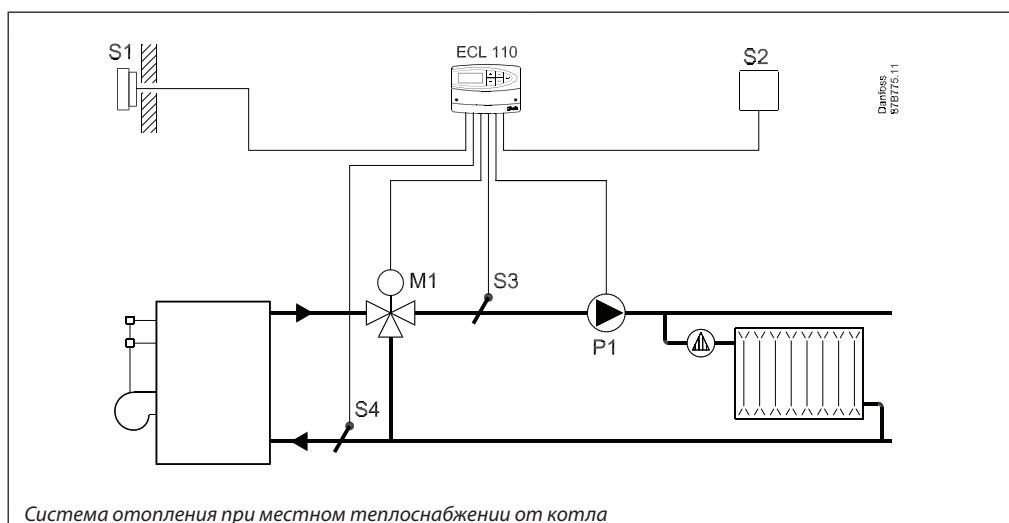 S1
ECL 110
S2
Danfoss
87B775.11
M1
S3
P1
S4
Система отопления при местном теплоснабжении от котла